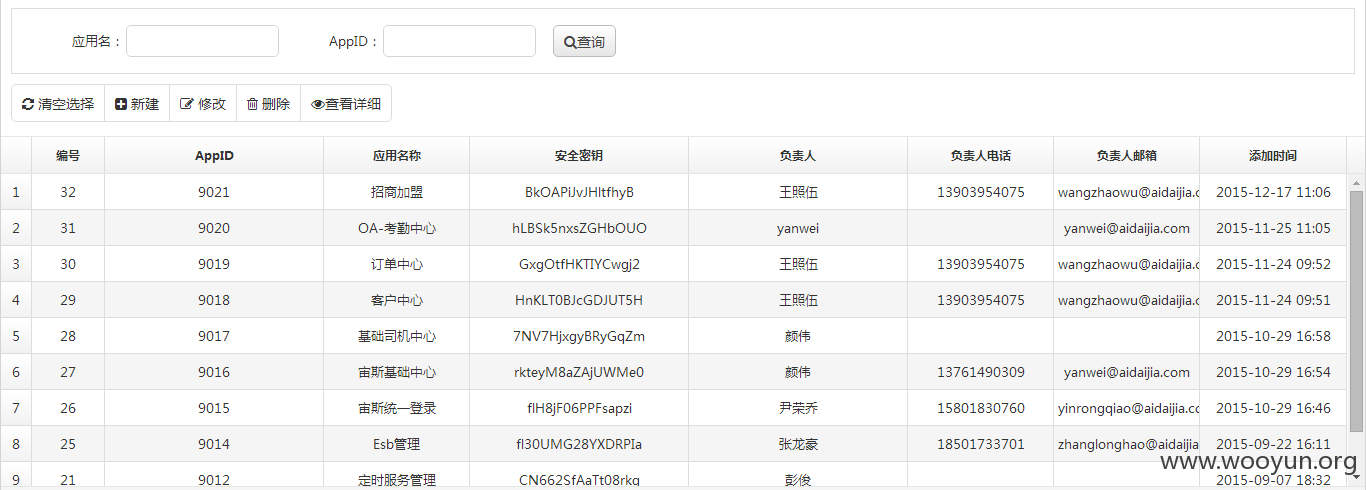 应用名： AppID： 查询
清空选择 新建 修改 删除 查看详细
编号 AppID 应用名称 安全密钥 负责人 负责人电话 负责人邮箱 添加时间
1 32 9021 招商加盟 BkOAPiJvJHltfhyB 王照伍 13903954075 wangzhaowu@aidaijia.c 2015-12-17 11:06
2 31 9020 OA-考勤中心 hLBSk5nxsZGHbOUO yanwei yanwei@aidaijia.com 2015-11-25 11:05
3 30 9019 订单中心 GxgOtfHKTIYCwgj2 王照伍 13903954075 wangzhaowu@aidaijia.c 2015-11-24 09:52
4 29 9018 客户中心 HnKLT0BJcGDJUT5H 王照伍 13903954075 wangzhaowu@aidaijia.c 2015-11-24 09:51
5 28 9017 基础司机中心 7NV7HjxgyBRyGqZm 颜伟 2015-10-29 16:58
6 27 9016 宙斯基础中心 rkteyM8aZAjUWMe0 颜伟 13761490309 yanwei@aidaijia.com 2015-10-29 16:54
7 26 9015 宙斯统一登录 flH8jF06PPFsapzi 尹荣乔 15801830760 yinrongqiao@aidaijia.cc 2015-10-29 16:46
8 25 9014 Esb管理 fl30UMG28YXDRPIa 张龙豪 18501733701 zhanglonghao@aidaijia 2015-09-22 16:11
9 21 9012 定时服务管理 CN662SfAaTt08rkg 彭俊 2015-09-07 18:32
www.wooyun.org